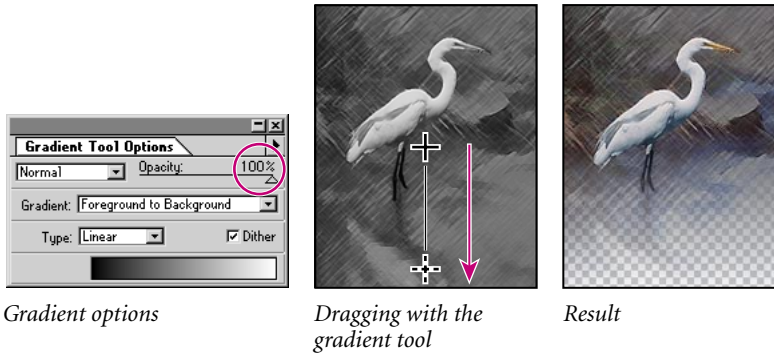 Gradient Tool Options
Normal Opacity: 100%
Gradient: Foreground to Background
Type: Linear Dither
Gradient options
Dragging with the
gradient tool
Result